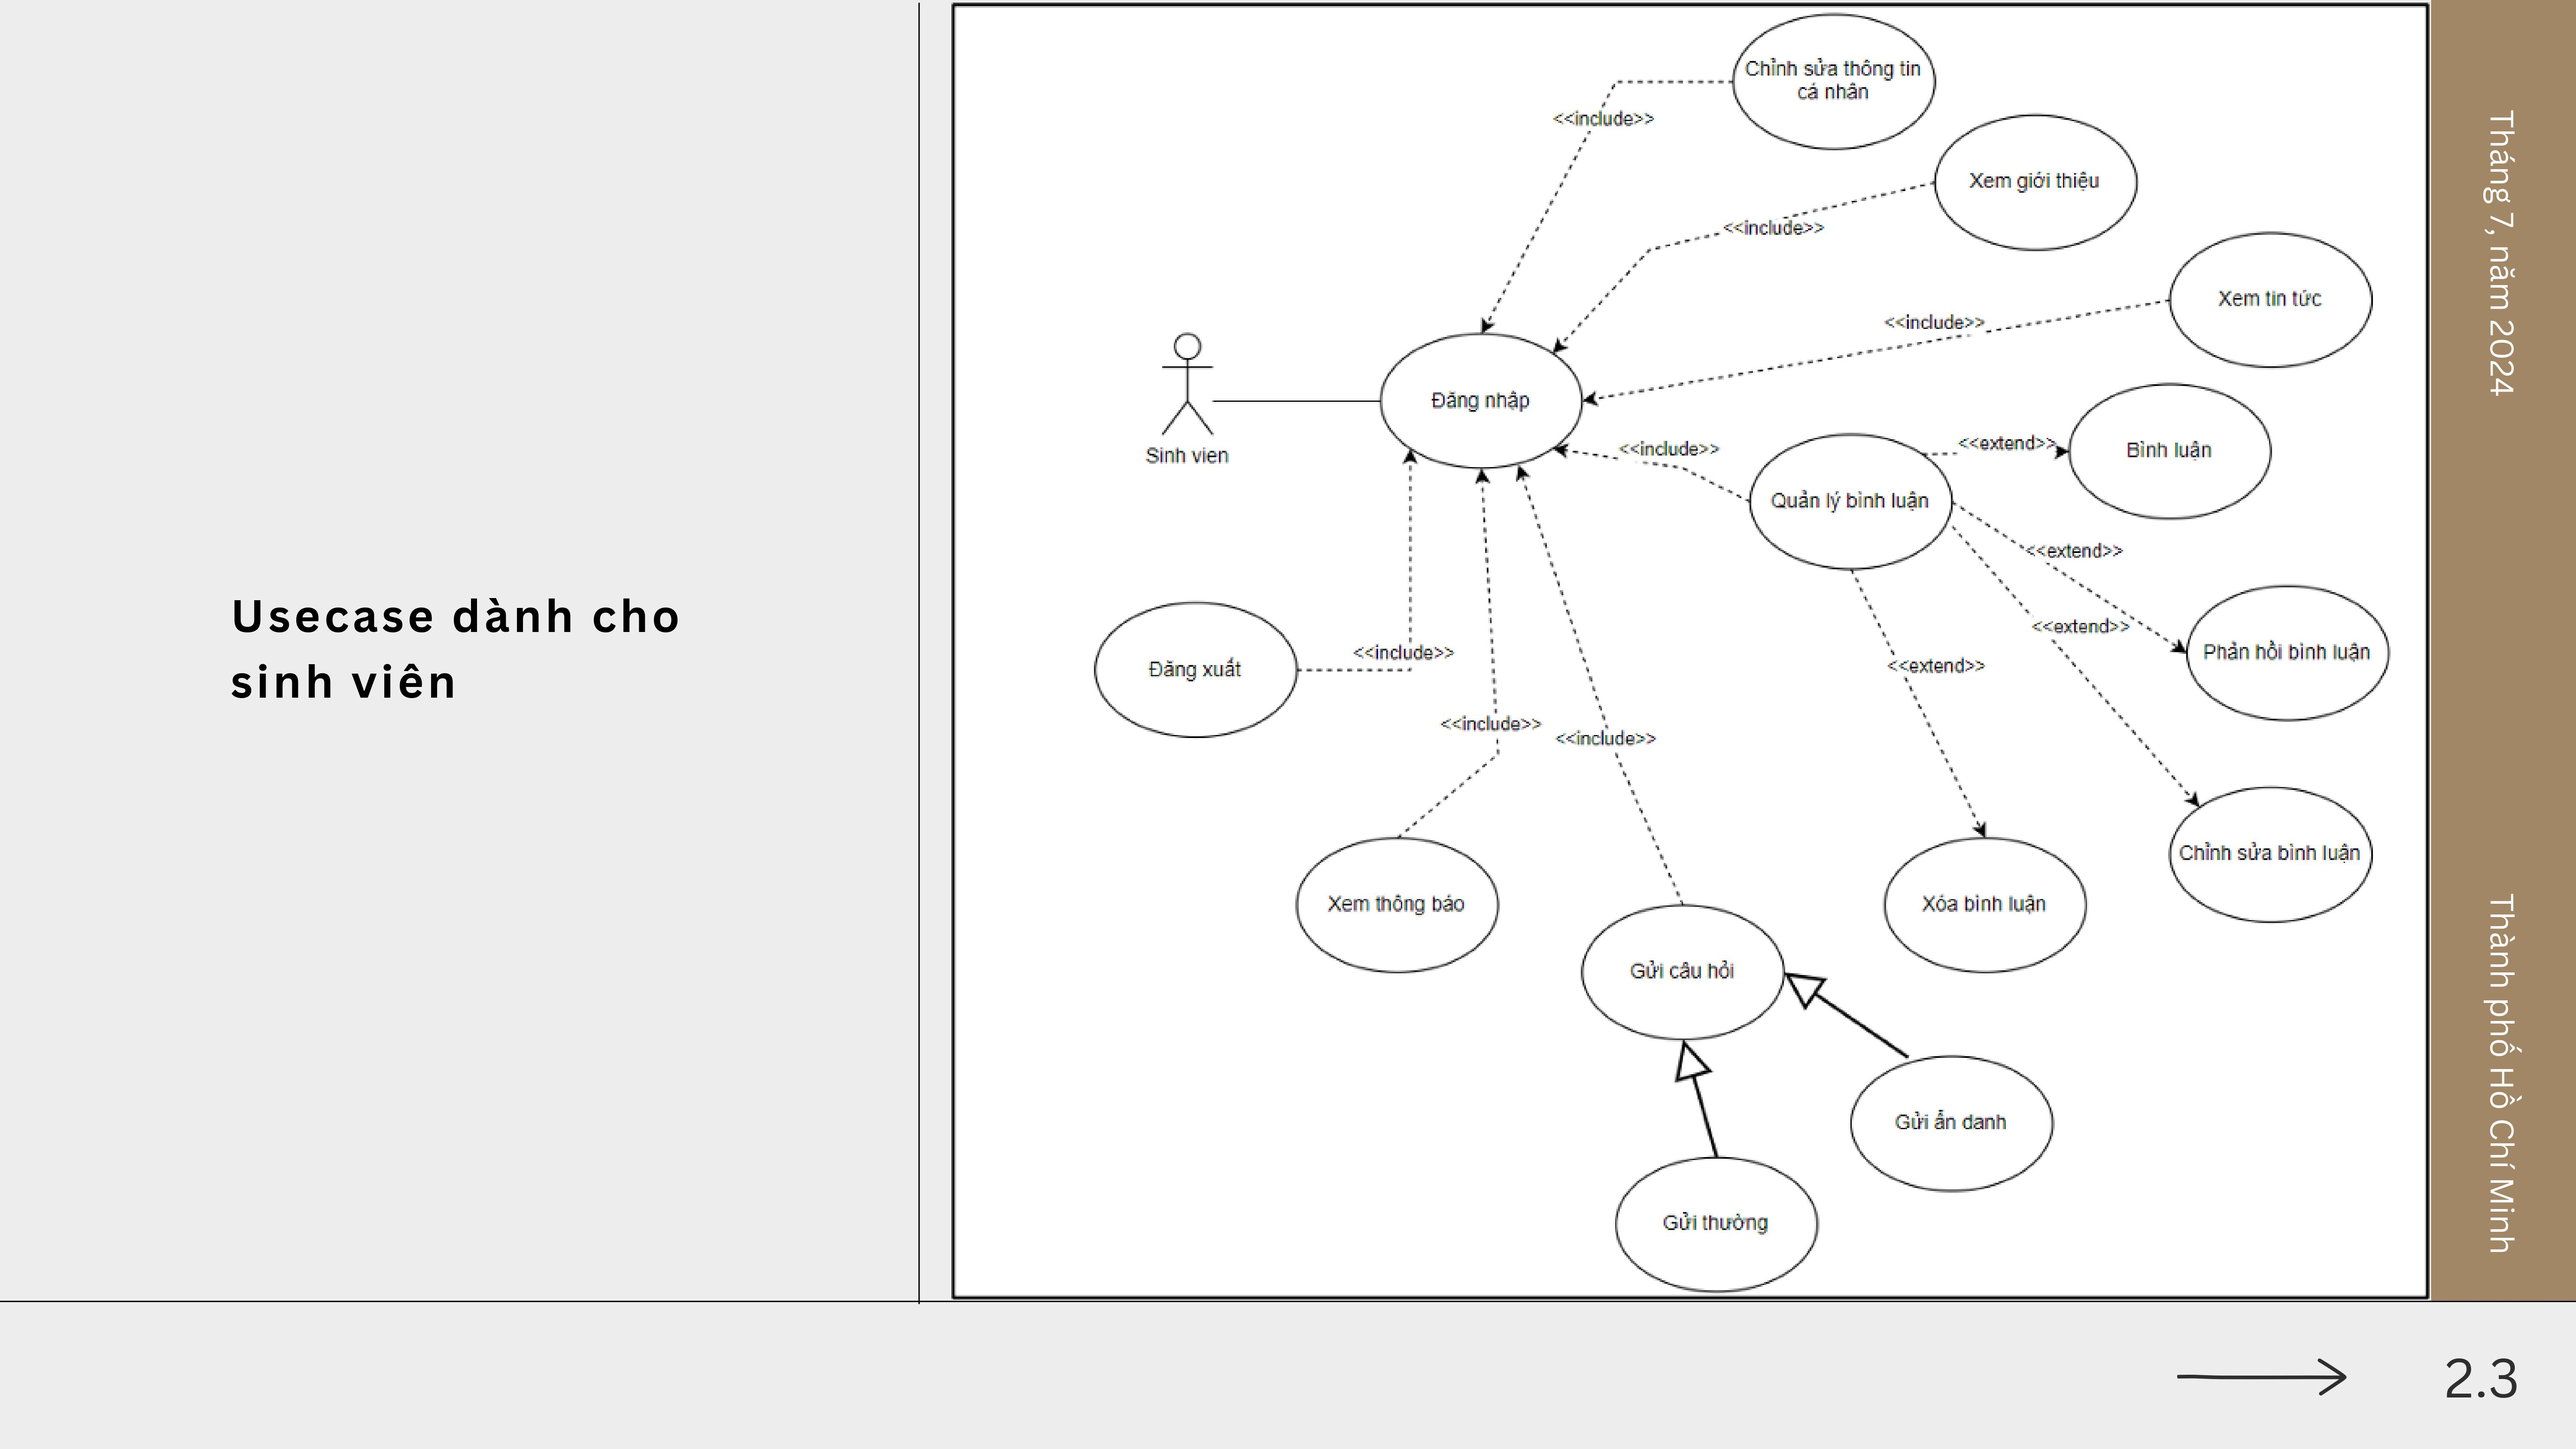 Usecase dành cho
sinh viên
Chỉnh sửa thông tin
cá nhân
<<include>>
Xem giới thiệu
<<include>>
Xem tin tức
<<include>>
Sinh vien
Đăng nhập
<<include>>
Quản lý bình luận
<<extend>>
Bình luận
<<extend>>
<<extend>>
Phản hồi bình luận
<<extend>>
Đăng xuất
<<include>>
<<include>>
<<include>>
Chỉnh sửa bình luận
Xem thông báo
Xóa bình luận
Gửi câu hỏi
Gửi ẩn danh
Gửi thường
Tháng 7, năm 2024
Thành phố Hồ Chí Minh
2.3